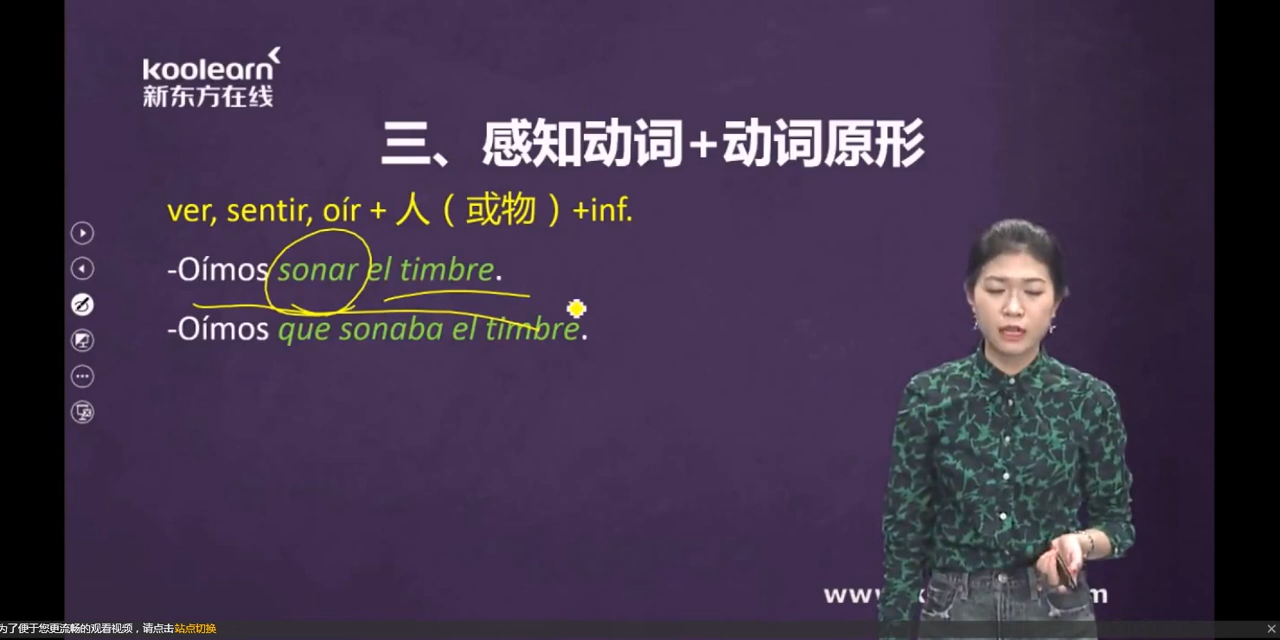 koolearn
新东方在线
三、感知动词+动词原形
ver, sentir, oír + 人（或物）+inf.
-Oímos sonar el timbre.
-Oímos que sonaba el timbre.
为了便于您更流畅的观看视频，请点击站点切换